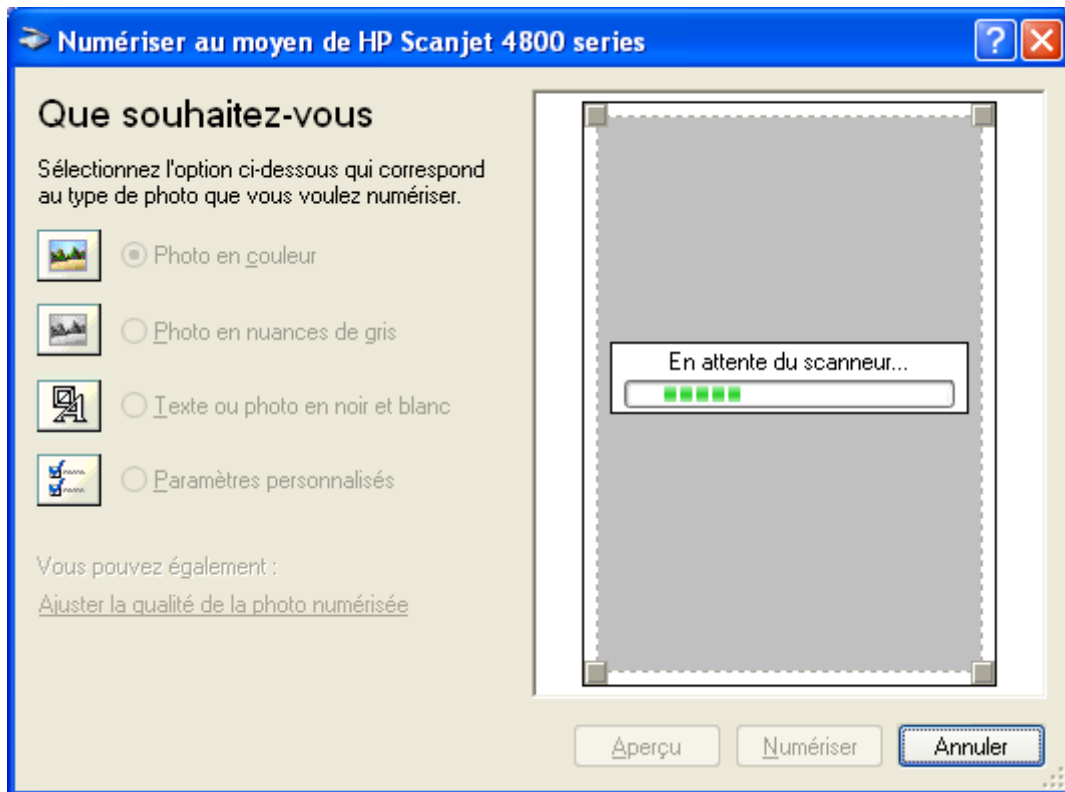 Numériser au moyen de HP Scanjet 4800 series
Que souhaitez-vous
Sélectionnez l'option ci-dessous qui correspond
au type de photo que vous voulez numériser.
Photo en couleur
Photo en nuances de gris
Texte ou photo en noir et blanc
Paramètres personnalisés
Vous pouvez également :
Ajuster la qualité de la photo numérisée
En attente du scanneur...
Aperçu
Numériser
Annuler